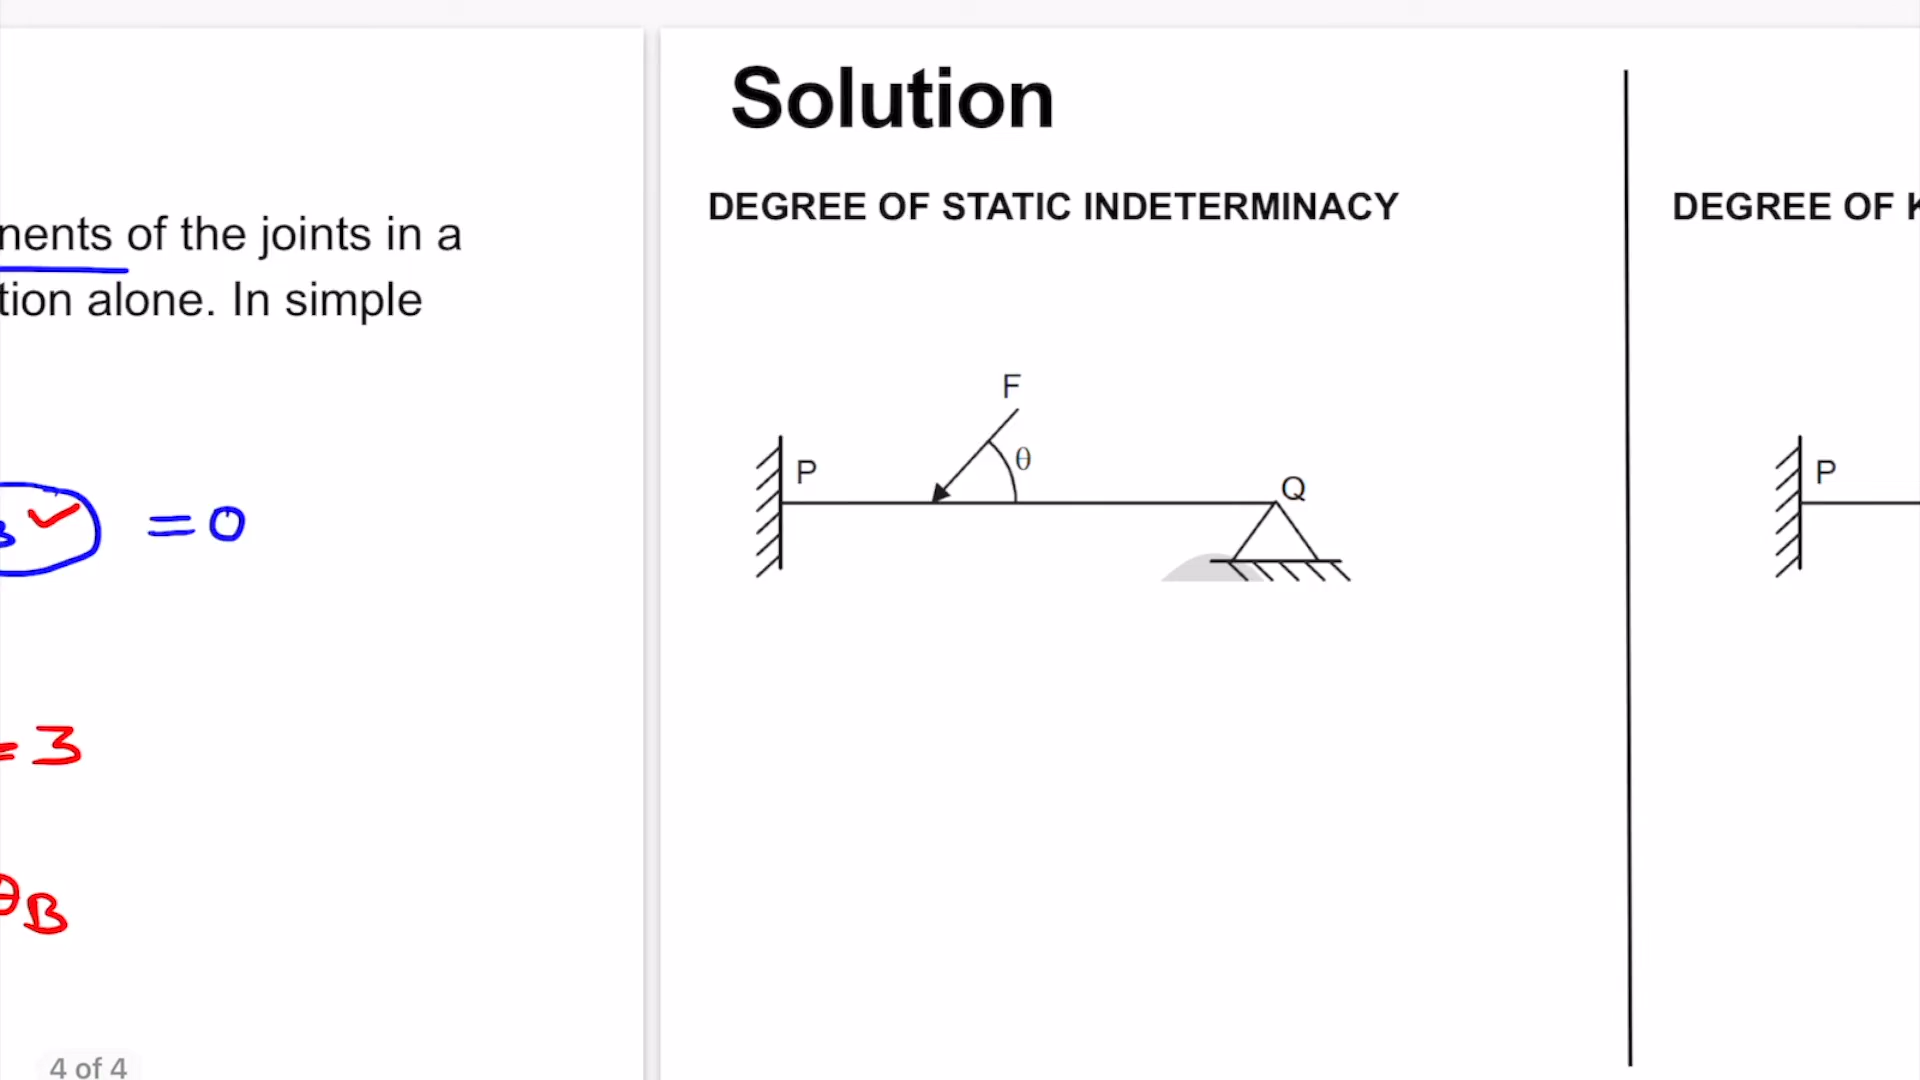 nents of the joints in a
tion alone. In simple
= 0
= 3
θB
4 of 4
Solution
DEGREE OF STATIC INDETERMINACY
F
θ
P
Q
DEGREE OF
P